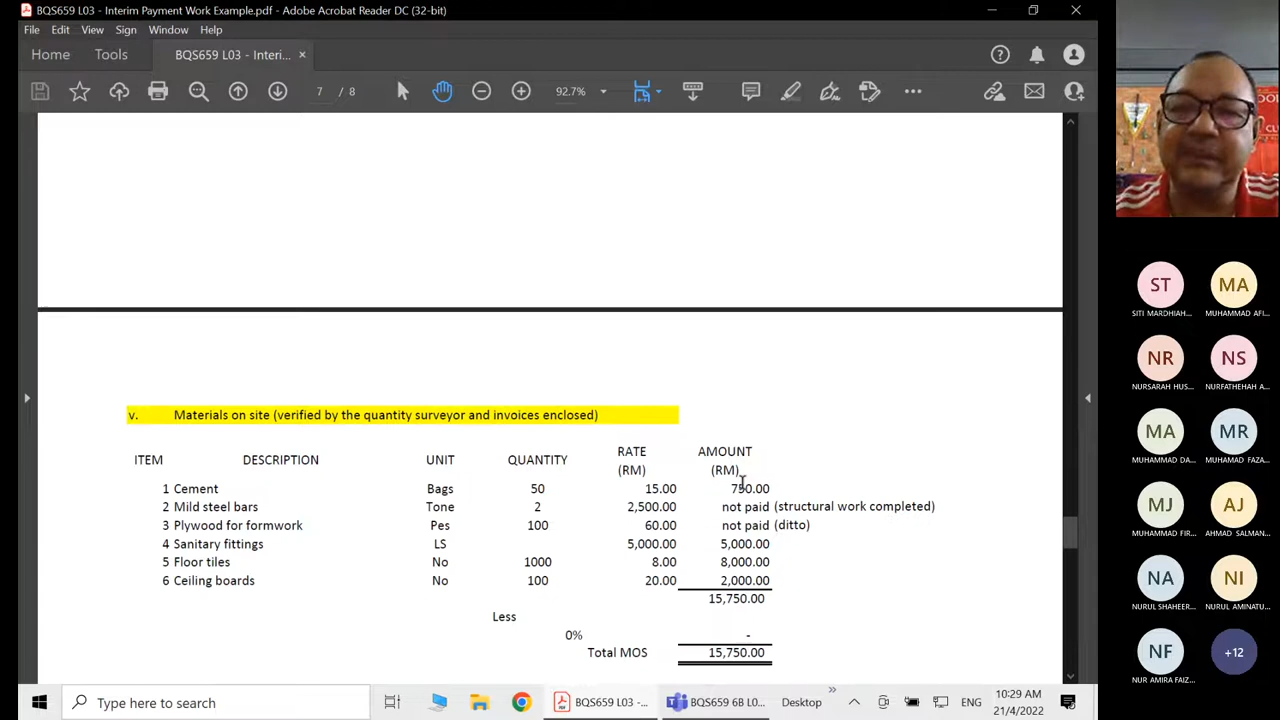 BQS659 L03 - Interim Payment Work Example.pdf - Adobe Acrobat Reader DC (32-bit)
File Edit View Sign Window Help
Home Tools BQS659 L03 - Interi... ×
7 / 8 92.7%
v. Materials on site (verified by the quantity surveyor and invoices enclosed)
ITEM DESCRIPTION UNIT QUANTITY RATE (RM) AMOUNT (RM)
1 Cement Bags 50 15.00 750.00
2 Mild steel bars Tone 2 2,500.00 not paid (structural work completed)
3 Plywood for formwork Pes 100 60.00 not paid (ditto)
4 Sanitary fittings LS 5,000.00 5,000.00
5 Floor tiles No 1000 8.00 8,000.00
6 Ceiling boards No 100 20.00 2,000.00
15,750.00
Less
0% -
Total MOS 15,750.00
ST MA
SITI MARDHIAH... MUHAMMAD AFI...
NR NS
NURSARAH HUS... NURFATHEHAH A...
MA MR
MUHAMMAD DA... MUHAMAD FAZA...
MJ AJ
MUHAMMAD FIR... AHMAD SALMAN...
NA NI
NURUL SHAHEER... NURUL AMINATU...
NF +12
NUR AMIRA FAIZ...
Type here to search
BQS659 L03 -...
BQS659 6B L0...
Desktop
ENG
10:29 AM
21/4/2022